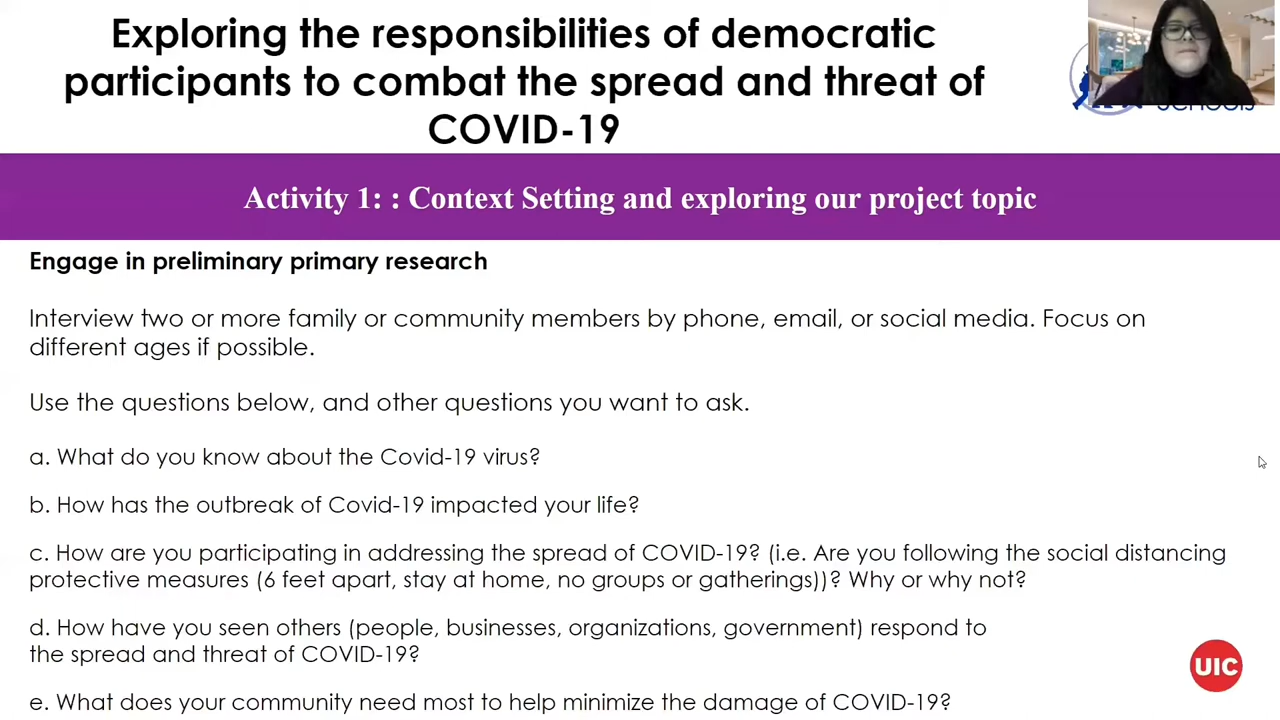 Exploring the responsibilities of democratic
participants to combat the spread and threat of
COVID-19
Activity 1: : Context Setting and exploring our project topic
Engage in preliminary primary research
Interview two or more family or community members by phone, email, or social media. Focus on
different ages if possible.
Use the questions below, and other questions you want to ask.
a. What do you know about the Covid-19 virus?
b. How has the outbreak of Covid-19 impacted your life?
c. How are you participating in addressing the spread of COVID-19? (i.e. Are you following the social distancing
protective measures (6 feet apart, stay at home, no groups or gatherings))? Why or why not?
d. How have you seen others (people, businesses, organizations, government) respond to
the spread and threat of COVID-19?
UIC
e. What does your community need most to help minimize the damage of COVID-19?